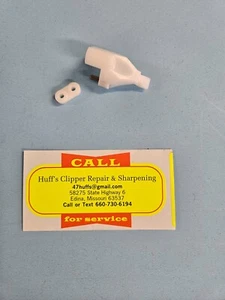 CALL
Huff's Clipper Repair & Sharpening
47huffs@gmail.com
58275 State Highway 6
Edina, Missouri 63537
Call or Text 660-730-6194
for service